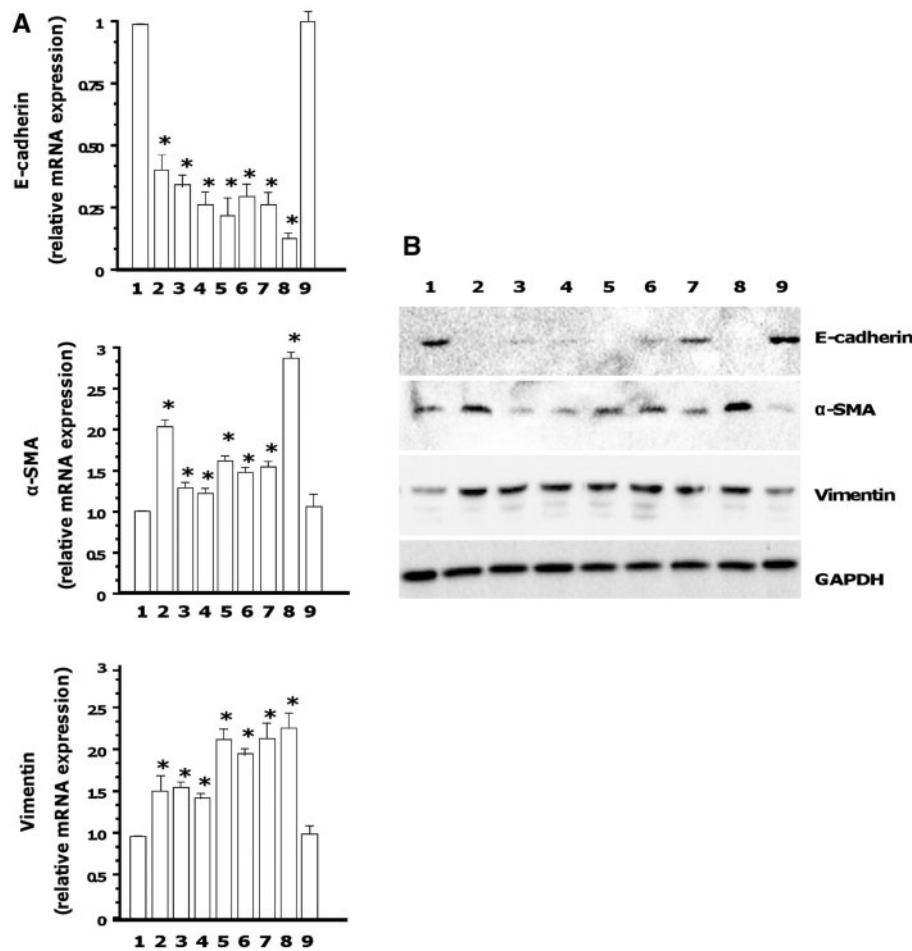 A
E-cadherin
(relative mRNA expression)
1
0.75
0.50
0.25
0
* * * * * * *
1 2 3 4 5 6 7 8 9
α-SMA
(relative mRNA expression)
3
2.5
2.0
1.5
1.0
0.5
0
* * * * * * *
1 2 3 4 5 6 7 8 9
Vimentin
(relative mRNA expression)
3
2.5
2.0
1.5
1.0
0.5
0
* * * * * * *
1 2 3 4 5 6 7 8 9
B
1 2 3 4 5 6 7 8 9
E-cadherin
α-SMA
Vimentin
GAPDH